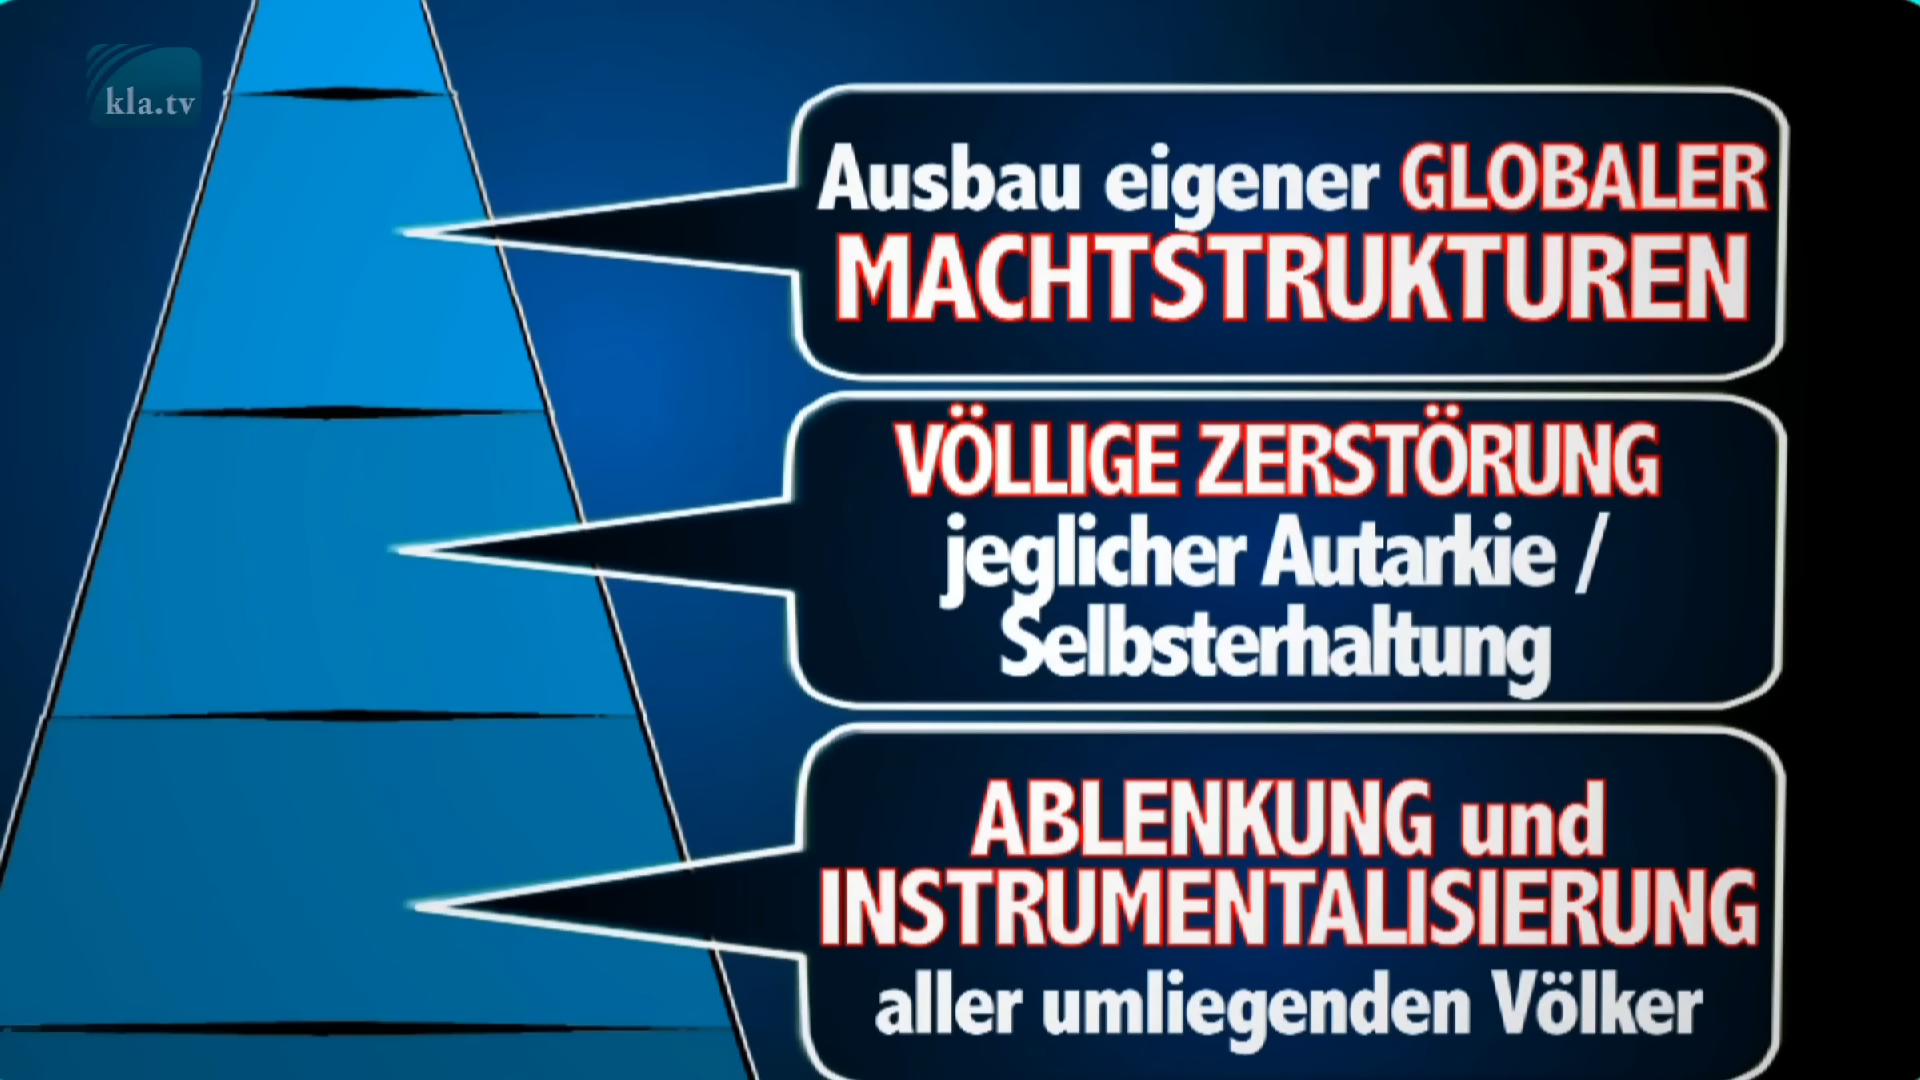 kla.tv
Ausbau eigener GLOBALER
MACHTSTRUKTUREN
VÖLLIGE ZERSTÖRUNG
jeglicher Autarkie /
Selbsterhaltung
ABLENKUNG und
INSTRUMENTALISIERUNG
aller umliegenden Völker